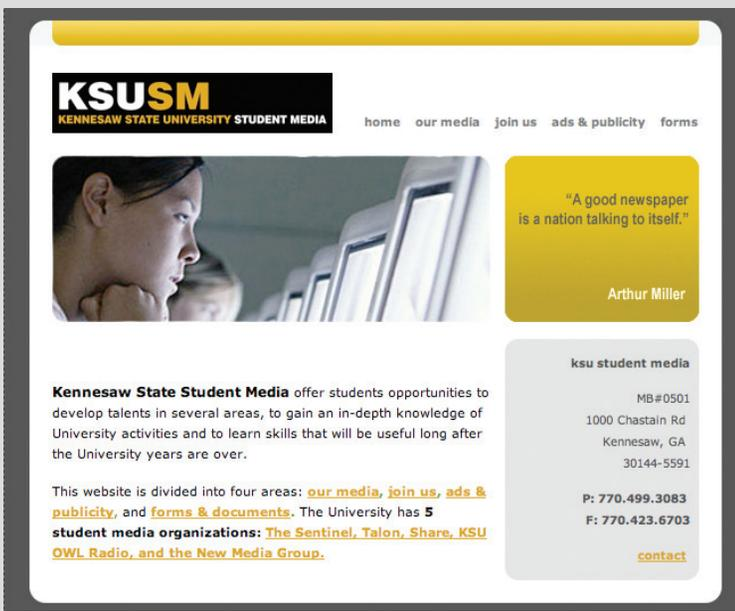 KSUSM
KENNESAW STATE UNIVERSITY STUDENT MEDIA
home our media join us ads & publicity forms
“A good newspaper
is a nation talking to itself.”
Arthur Miller
Kennesaw State Student Media offer students opportunities to
develop talents in several areas, to gain an in-depth knowledge of
University activities and to learn skills that will be useful long after
the University years are over.
This website is divided into four areas: our media, join us, ads &
publicity, and forms & documents. The University has 5
student media organizations: The Sentinel, Talon, Share, KSU
OWL Radio, and the New Media Group.
ksu student media
MB#0501
1000 Chastain Rd
Kennesaw, GA
30144-5591
P: 770.499.3083
F: 770.423.6703
contact